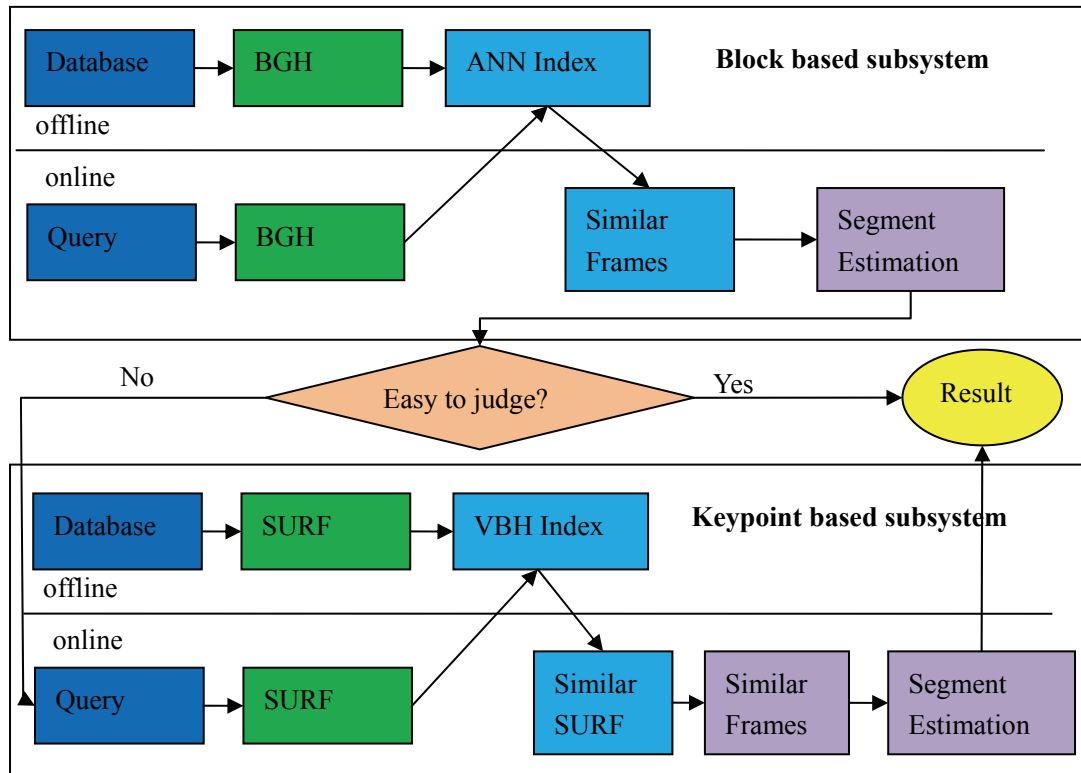 Database
BGH
ANN Index
Block based subsystem
offline
online
Query
BGH
Similar
Frames
Segment
Estimation
No
Easy to judge?
Yes
Result
Database
SURF
VBH Index
Keypoint based subsystem
offline
online
Query
SURF
Similar
SURF
Similar
Frames
Segment
Estimation